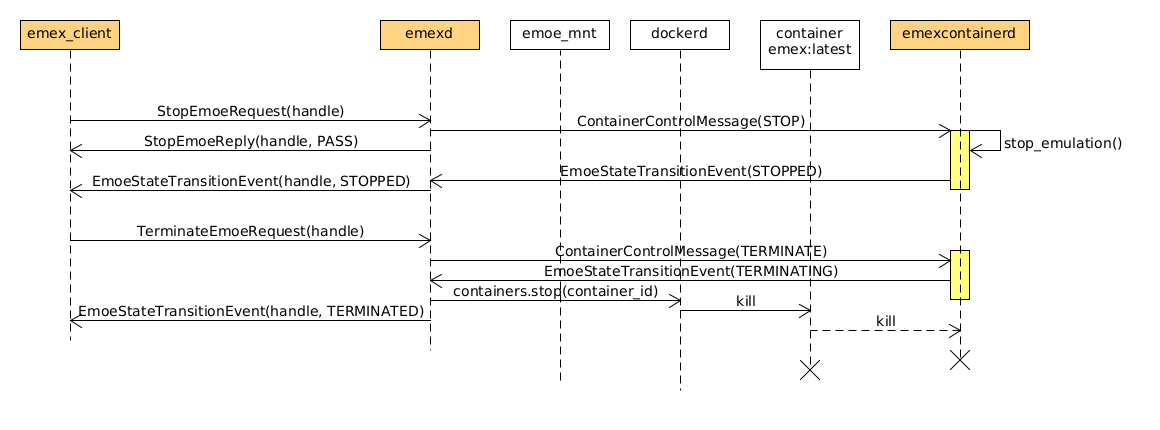 emex_client
emexd
emoe_mnt
dockerd
container
emex:latest
emexcontainerd
StopEmoeRequest(handle)
ContainerControlMessage(STOP)
StopEmoeReply(handle, PASS)
stop_emulation()
EmoeStateTransitionEvent(STOPPED)
EmoeStateTransitionEvent(handle, STOPPED)
TerminateEmoeRequest(handle)
ContainerControlMessage(TERMINATE)
EmoeStateTransitionEvent(TERMINATING)
containers.stop(container_id)
kill
EmoeStateTransitionEvent(handle, TERMINATED)
kill